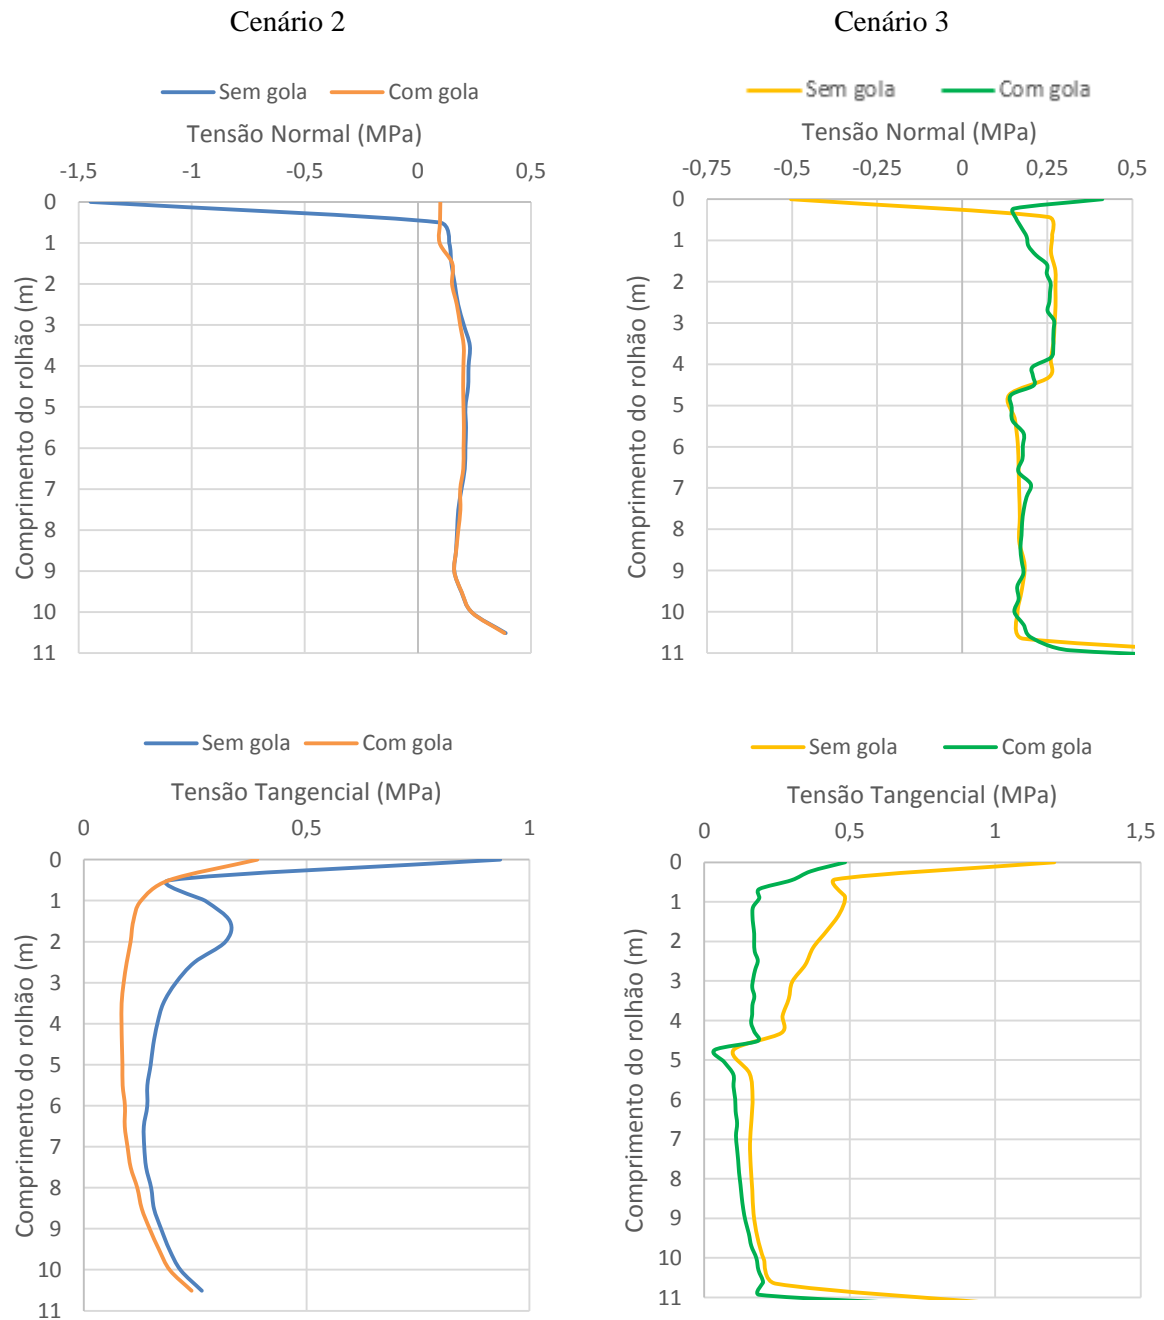 Cenário 2
Cenário 3
Sem gola Com gola
Tensão Normal (MPa)
-1,5 -1 -0,5 0 0,5
0
1
2
3
4
5
6
7
8
9
10
11
Comprimento do rolhão (m)
Sem gola Com gola
Tensão Normal (MPa)
-0,75 -0,5 -0,25 0 0,25 0,5
0
1
2
3
4
5
6
7
8
9
10
11
Comprimento do rolhão (m)
Sem gola Com gola
Tensão Tangencial (MPa)
0 0,5 1
0
1
2
3
4
5
6
7
8
9
10
11
Comprimento do rolhão (m)
Sem gola Com gola
Tensão Tangencial (MPa)
0 0,5 1 1,5
0
1
2
3
4
5
6
7
8
9
10
11
Comprimento do rolhão (m)